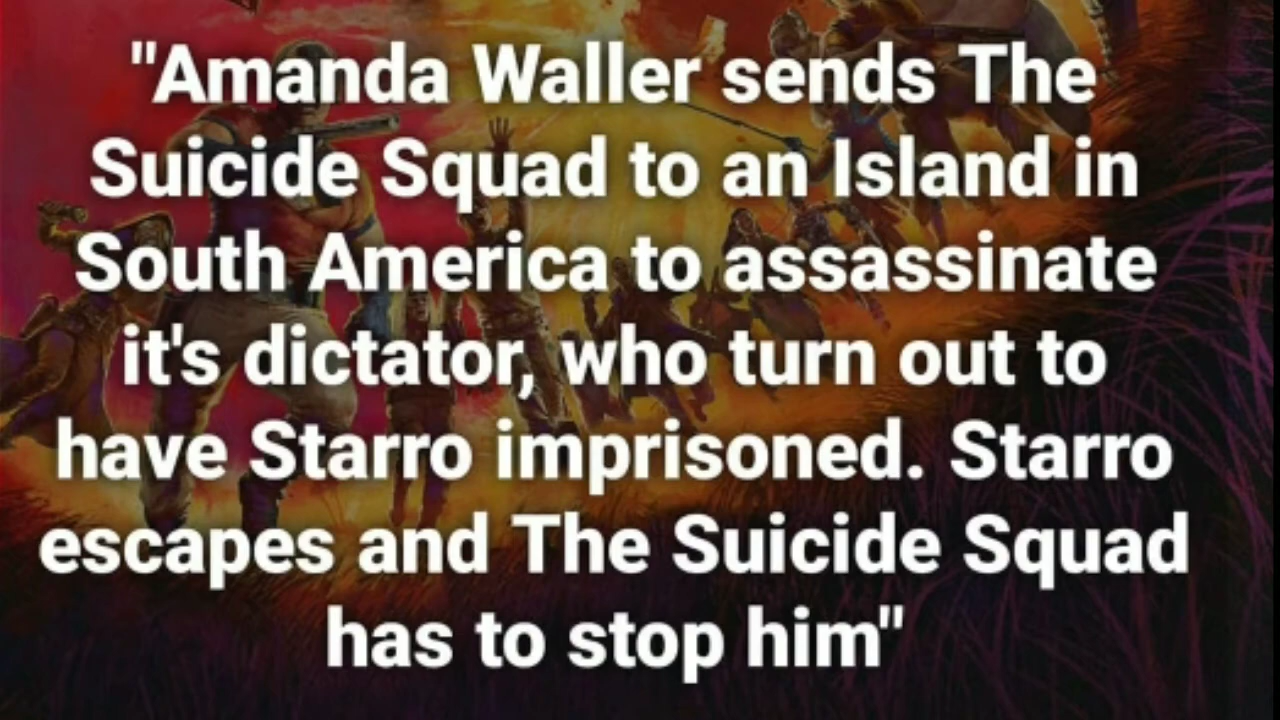 "Amanda Waller sends The
Suicide Squad to an Island in
South America to assassinate
it's dictator, who turn out to
have Starro imprisoned. Starro
escapes and The Suicide Squad
has to stop him"